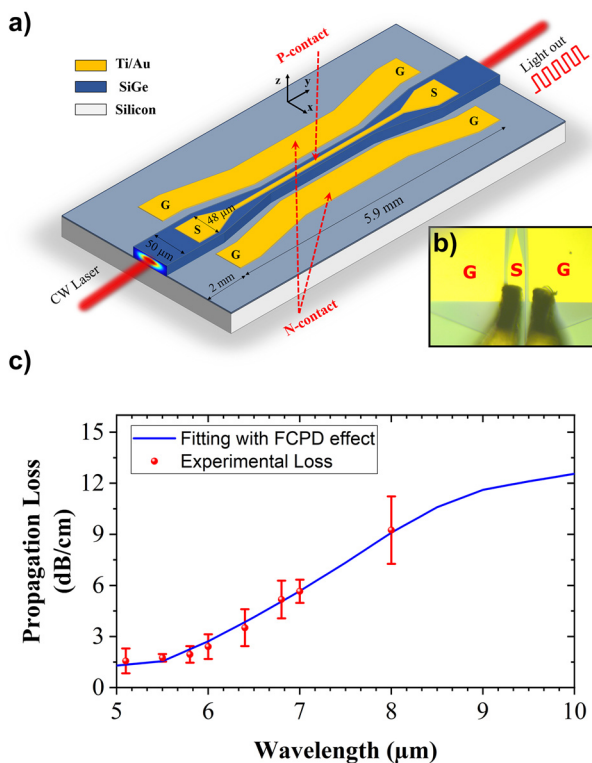 a)
Ti/Au
SiGe
Silicon
P-contact
z
y
x
G
S
G
Light out
G
S
G
48 µm
50 µm
5.9 mm
2 mm
CW Laser
N-contact
b)
G S G
c)
Fitting with FCPD effect
Experimental Loss
Propagation Loss
(dB/cm)
15
12
9
6
3
0
5 6 7 8 9 10
Wavelength (µm)